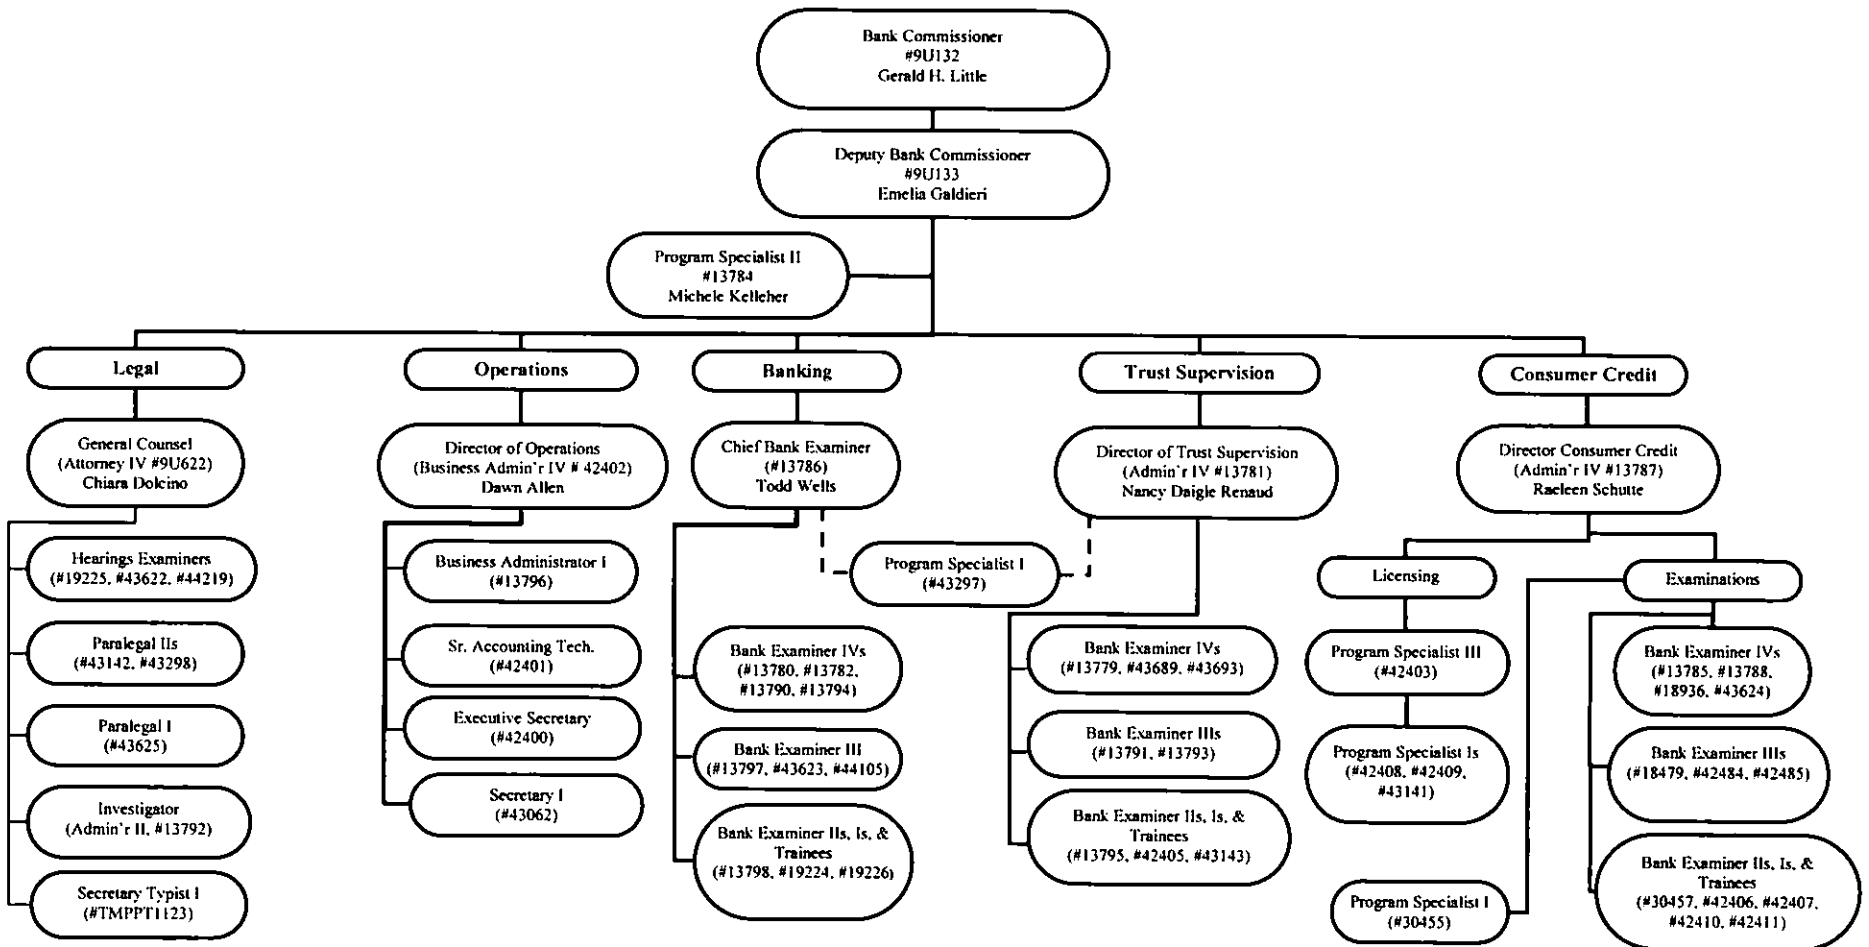 Bank Commissioner
#9U132
Gerald H. Little
Deputy Bank Commissioner
#9U133
Emelia Galdieri
Program Specialist II
#13784
Michele Kelleher
Legal
General Counsel
(Attorney IV #9U622)
Chiara Dolcino
Hearings Examiners
(#19225, #43622, #44219)
Paralegal IIs
(#43142, #43298)
Paralegal I
(#43625)
Investigator
(Admin'r II, #13792)
Secretary Typist I
(#TMPPT1123)
Operations
Director of Operations
(Business Admin'r IV # 42402)
Dawn Allen
Business Administrator I
(#13796)
Sr. Accounting Tech.
(#42401)
Executive Secretary
(#42400)
Secretary I
(#43062)
Banking
Chief Bank Examiner
(#13786)
Todd Wells
Program Specialist I
(#43297)
Bank Examiner IVs
(#13780, #13782,
#13790, #13794)
Bank Examiner III
(#13797, #43623, #44105)
Bank Examiner IIs, Is, &
Trainees
(#13798, #19224, #19226)
Trust Supervision
Director of Trust Supervision
(Admin'r IV #13781)
Nancy Daigle Renaud
Bank Examiner IVs
(#13779, #43689, #43693)
Bank Examiner IIIs
(#13791, #13793)
Bank Examiner IIs, Is, &
Trainees
(#13795, #42405, #43143)
Consumer Credit
Director Consumer Credit
(Admin'r IV #13787)
Raeleen Schutte
Licensing
Program Specialist III
(#42403)
Program Specialist Is
(#42408, #42409,
#43141)
Examinations
Bank Examiner IVs
(#13785, #13788,
#18936, #43624)
Bank Examiner IIIs
(#18479, #42484, #42485)
Bank Examiner IIs, Is, &
Trainees
(#30457, #42406, #42407,
#42410, #42411)
Program Specialist I
(#30455)